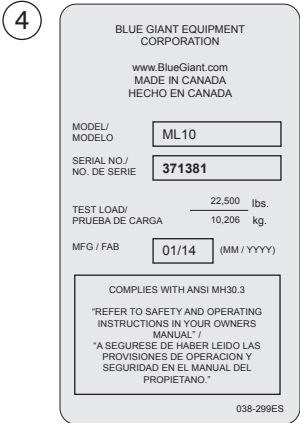 4
BLUE GIANT EQUIPMENT
CORPORATION
www.BlueGiant.com
MADE IN CANADA
HECHO EN CANADA
MODEL/
MODELO
ML10
SERIAL NO./
NO. DE SERIE
371381
TEST LOAD/
PRUEBA DE CARGA
22,500 lbs.
10,206 kg.
MFG / FAB 01/14 (MM / YYYY)
COMPLIES WITH ANSI MH30.3
“REFER TO SAFETY AND OPERATING
INSTRUCTIONS IN YOUR OWNERS
MANUAL” /
“A SEGURESE DE HABER LEIDO LAS
PROVISIONES DE OPERACION Y
SEGURIDAD EN EL MANUAL DEL
PROPIETANO.”
038-299ES